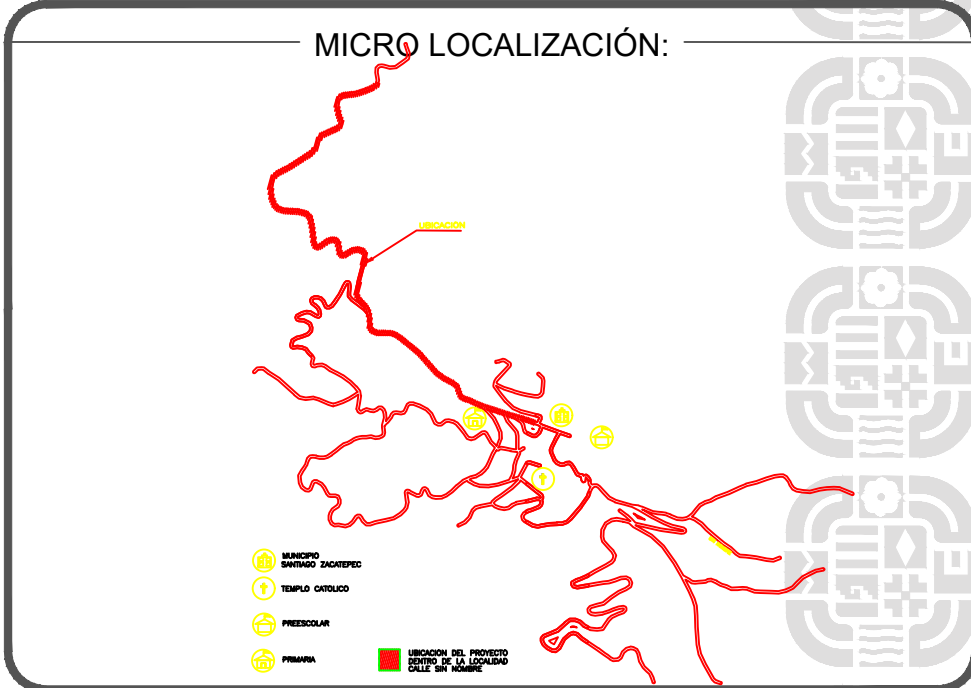 MICRO LOCALIZACIÓN:
UBICACION
MUNICIPIO
SANTIAGO ZACATEPEC
TEMPLO CATOLICO
PREESCOLAR
PRIMARIA
UBICACION DEL PROYECTO
DENTRO DE LA LOCALIDAD
CALLE SIN NOMBRE